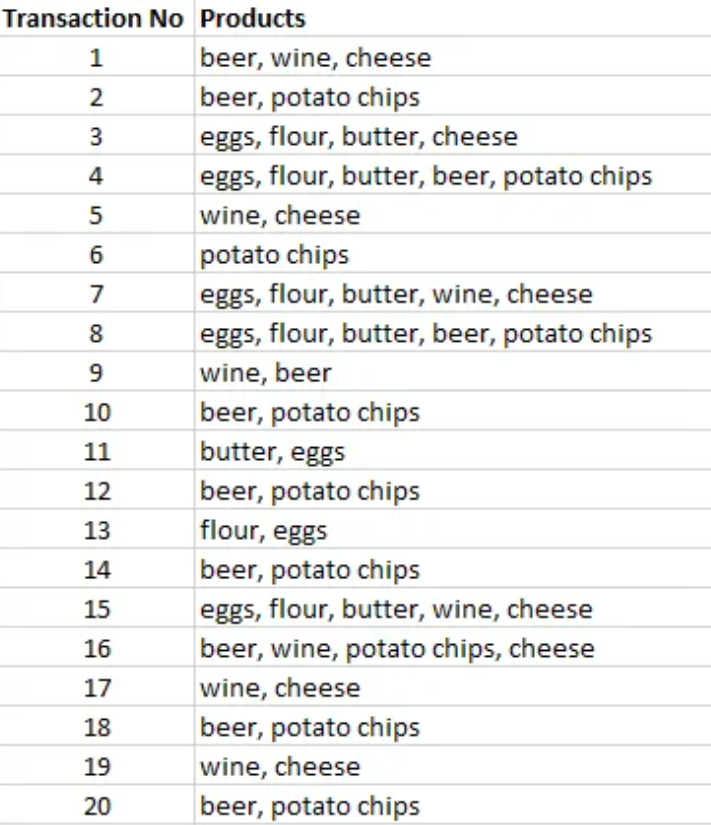 Transaction No Products
1 beer, wine, cheese
2 beer, potato chips
3 eggs, flour, butter, cheese
4 eggs, flour, butter, beer, potato chips
5 wine, cheese
6 potato chips
7 eggs, flour, butter, wine, cheese
8 eggs, flour, butter, beer, potato chips
9 wine, beer
10 beer, potato chips
11 butter, eggs
12 beer, potato chips
13 flour, eggs
14 beer, potato chips
15 eggs, flour, butter, wine, cheese
16 beer, wine, potato chips, cheese
17 wine, cheese
18 beer, potato chips
19 wine, cheese
20 beer, potato chips